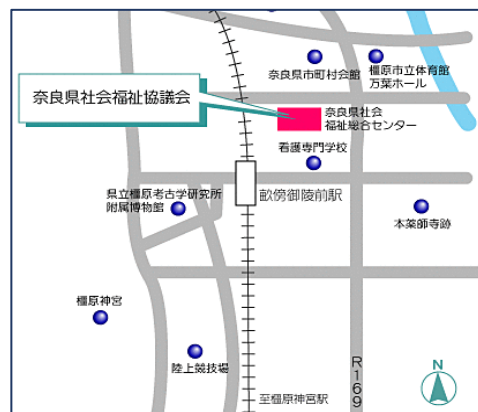 奈良県市町村会館
橿原市立体育館
万葉ホール
奈良県社会福祉協議会
奈良県社会
福祉総合センター
看護専門学校
畝傍御陵前駅
県立橿原考古学研究所
附属博物館
本薬師寺跡
橿原神宮
陸上競技場
R169
至橿原神宮駅
N